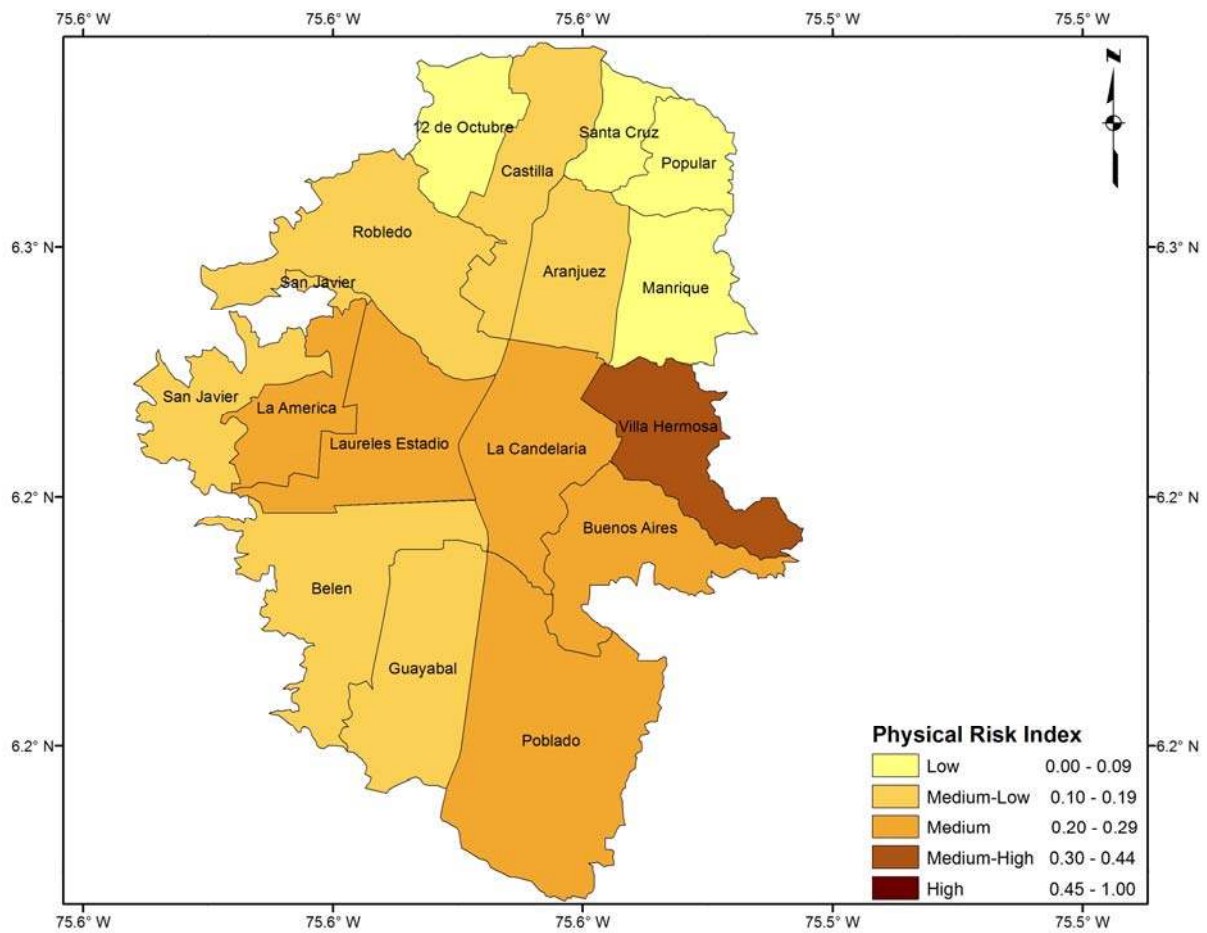 75.6° W 75.6° W 75.6° W 75.5° W 75.5° W
N
12 de Octubre
Santa Cruz
Popular
Castilla
Robledo
6.3° N 6.3° N
Aranjuez
San Javier
Manrique
San Javier
La America
Villa Hermosa
Laureles Estadio
La Candelaria
6.2° N 6.2° N
Buenos Aires
Belen
Guayabal
Poblado
6.2° N 6.2° N
Physical Risk Index
Low 0.00 - 0.09
Medium-Low 0.10 - 0.19
Medium 0.20 - 0.29
Medium-High 0.30 - 0.44
High 0.45 - 1.00
75.6° W 75.6° W 75.6° W 75.5° W 75.5° W